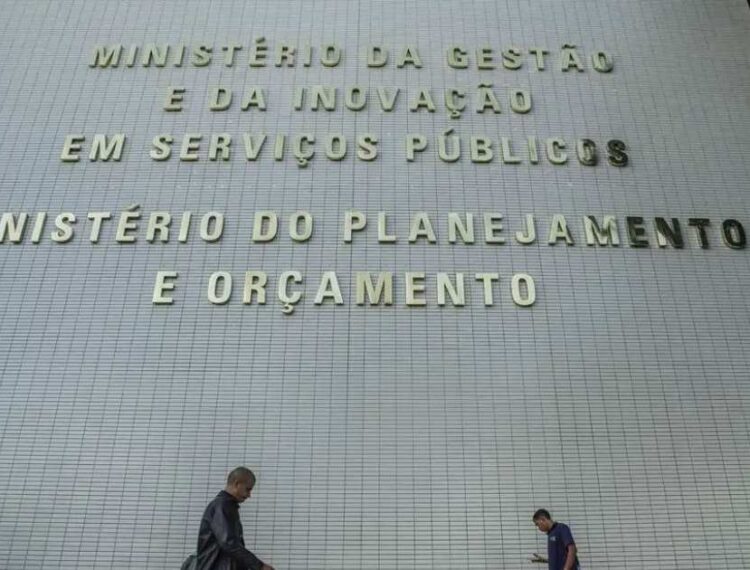 MINISTÉRIO DA GESTÃO
E DA INOVAÇÃO
EM SERVIÇOS PÚBLICOS
NISTÉRIO DO PLANEJAMENTO
E ORÇAMENTO